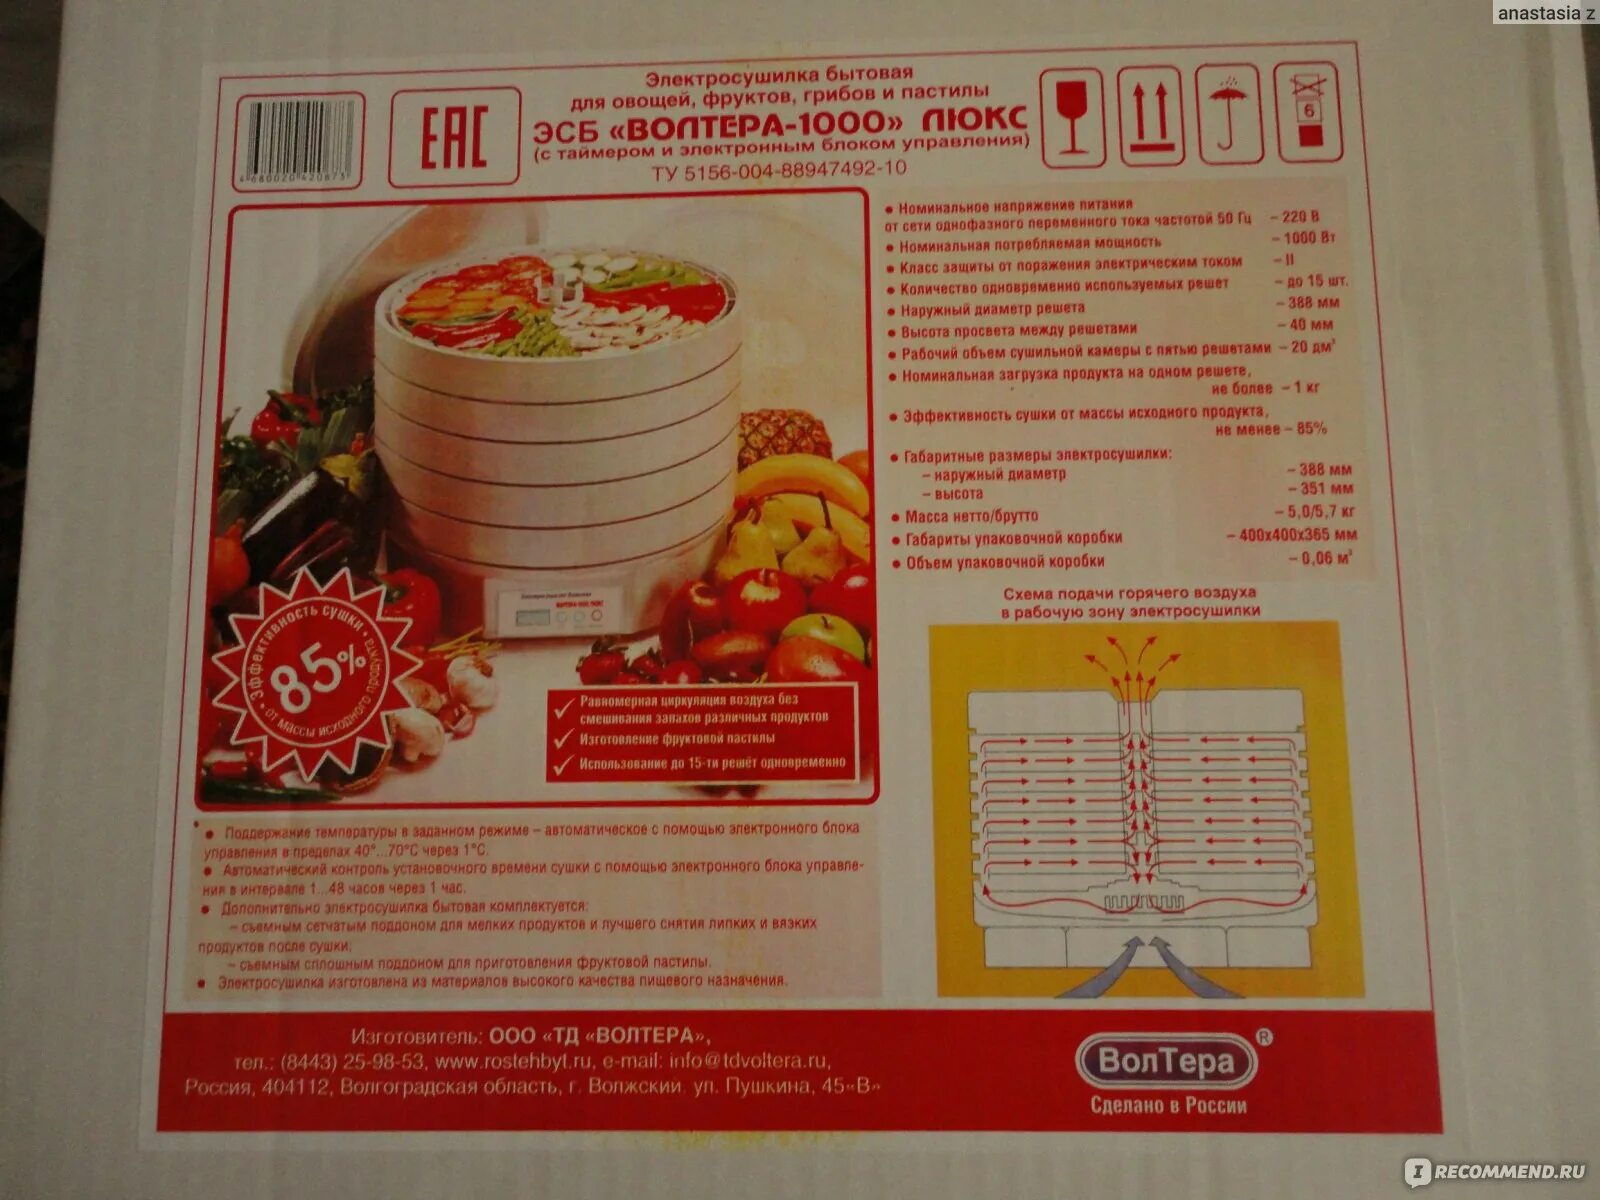 anastasia z
Электросушилка бытовая
для овощей, фруктов, грибов и пастилы
ЭСБ «ВОЛТЕРА-1000» ЛЮКС
(с таймером и электронным блоком управления)
ТУ 5156-004-88947492-10
EAC
4 680020 420673
6
• Номинальное напряжение питания
от сети однофазного переменного тока частотой 50 Гц – 220 В
• Номинальная потребляемая мощность – 1000 Вт
• Класс защиты от поражения электрическим током – II
• Количество одновременно используемых решет – до 15 шт.
• Наружный диаметр решета – 388 мм
• Высота просвета между решетами – 40 мм
• Рабочий объем сушильной камеры с пятью решетами – 20 дм³
• Номинальная загрузка продукта на одном решете,
не более – 1 кг
• Эффективность сушки от массы исходного продукта,
не менее – 85%
• Габаритные размеры электросушилки:
– наружный диаметр – 388 мм
– высота – 351 мм
• Масса нетто/брутто – 5,0/5,7 кг
• Габариты упаковочной коробки – 400х400х365 мм
• Объем упаковочной коробки – 0,06 м³
Схема подачи горячего воздуха
в рабочую зону электросушилки
ВОЛТЕРА-1000 ЛЮКС
• Эффективность сушки •
85%
от массы исходного продукта
✓ Равномерная циркуляция воздуха без
смешивания запахов различных продуктов
✓ Изготовление фруктовой пастилы
✓ Использование до 15-ти решёт одновременно
• Поддержание температуры в заданном режиме – автоматическое с помощью электронного блока
управления в пределах 40°...70°С через 1°С.
• Автоматический контроль установочного времени сушки с помощью электронного блока управле-
ния в интервале 1...48 часов через 1 час.
• Дополнительно электросушилка бытовая комплектуется:
– съемным сетчатым поддоном для мелких продуктов и лучшего снятия липких и вязких
продуктов после сушки;
– съемным сплошным поддоном для приготовления фруктовой пастилы.
• Электросушилка изготовлена из материалов высокого качества пищевого назначения.
Изготовитель: ООО «ТД «ВОЛТЕРА»,
тел.: (8443) 25-98-53, www.rostehbyt.ru, e-mail: info@tdvoltera.ru,
Россия, 404112, Волгоградская область, г. Волжский, ул. Пушкина, 45«В»
ВолТера ®
Сделано в России
IRECOMMEND.RU